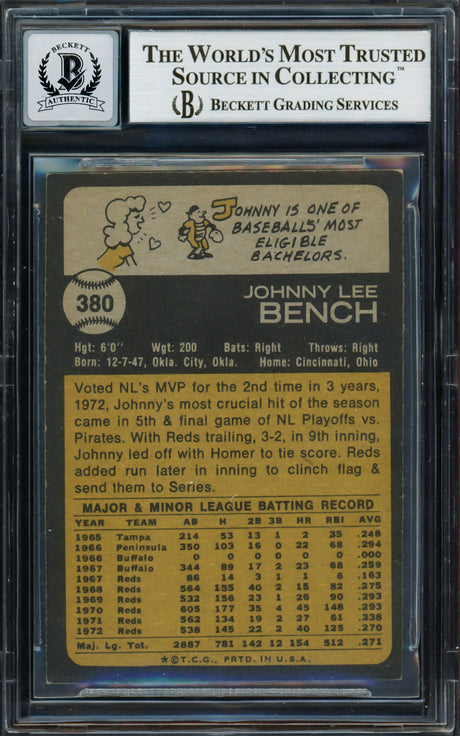 BECKETT
B
AUTHENTIC
THE WORLD'S MOST TRUSTED
SOURCE IN COLLECTING™
B BECKETT GRADING SERVICES
JOHNNY IS ONE OF
BASEBALLS' MOST
ELIGIBLE
BACHELORS.
380
JOHNNY LEE
BENCH
Hgt: 6'0" Wgt: 200 Bats: Right Throws: Right
Born: 12-7-47, Okla. City, Okla. Home: Cincinnati, Ohio
Voted NL's MVP for the 2nd time in 3 years,
1972, Johnny's most crucial hit of the season
came in 5th & final game of NL Playoffs vs.
Pirates. With Reds trailing, 3-2, in 9th inning,
Johnny led off with Homer to tie score. Reds
added run later in inning to clinch flag &
send them to Series.
MAJOR & MINOR LEAGUE BATTING RECORD
YEAR TEAM AB H 2B 3B HR RBI AVG
1965 Tampa 214 53 13 1 2 35 .248
1966 Peninsula 350 103 16 0 22 68 .294
1966 Buffalo 0 0 0 0 0 0 .000
1967 Buffalo 344 89 17 2 23 68 .259
1967 Reds 86 14 3 1 1 6 .163
1968 Reds 564 155 40 2 15 82 .275
1969 Reds 532 156 23 1 26 90 .293
1970 Reds 605 177 35 4 45 148 .293
1971 Reds 562 134 19 2 27 61 .238
1972 Reds 538 145 22 2 40 125 .270
Maj. Lg. Tot. 2887 781 142 12 154 512 .271
★©T.C.G., PRTD. IN U.S.A.